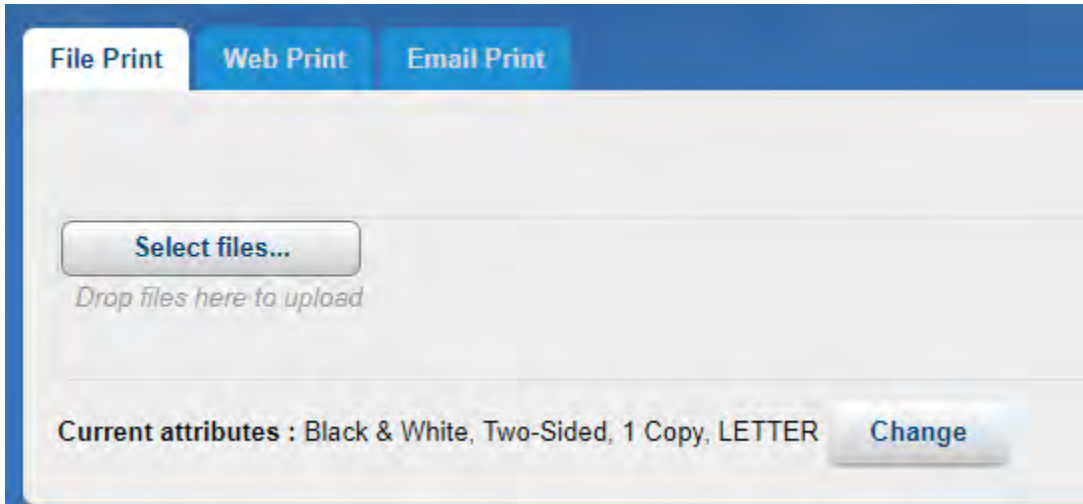 File Print Web Print Email Print
Select files...
Drop files here to upload
Current attributes : Black & White, Two-Sided, 1 Copy, LETTER Change